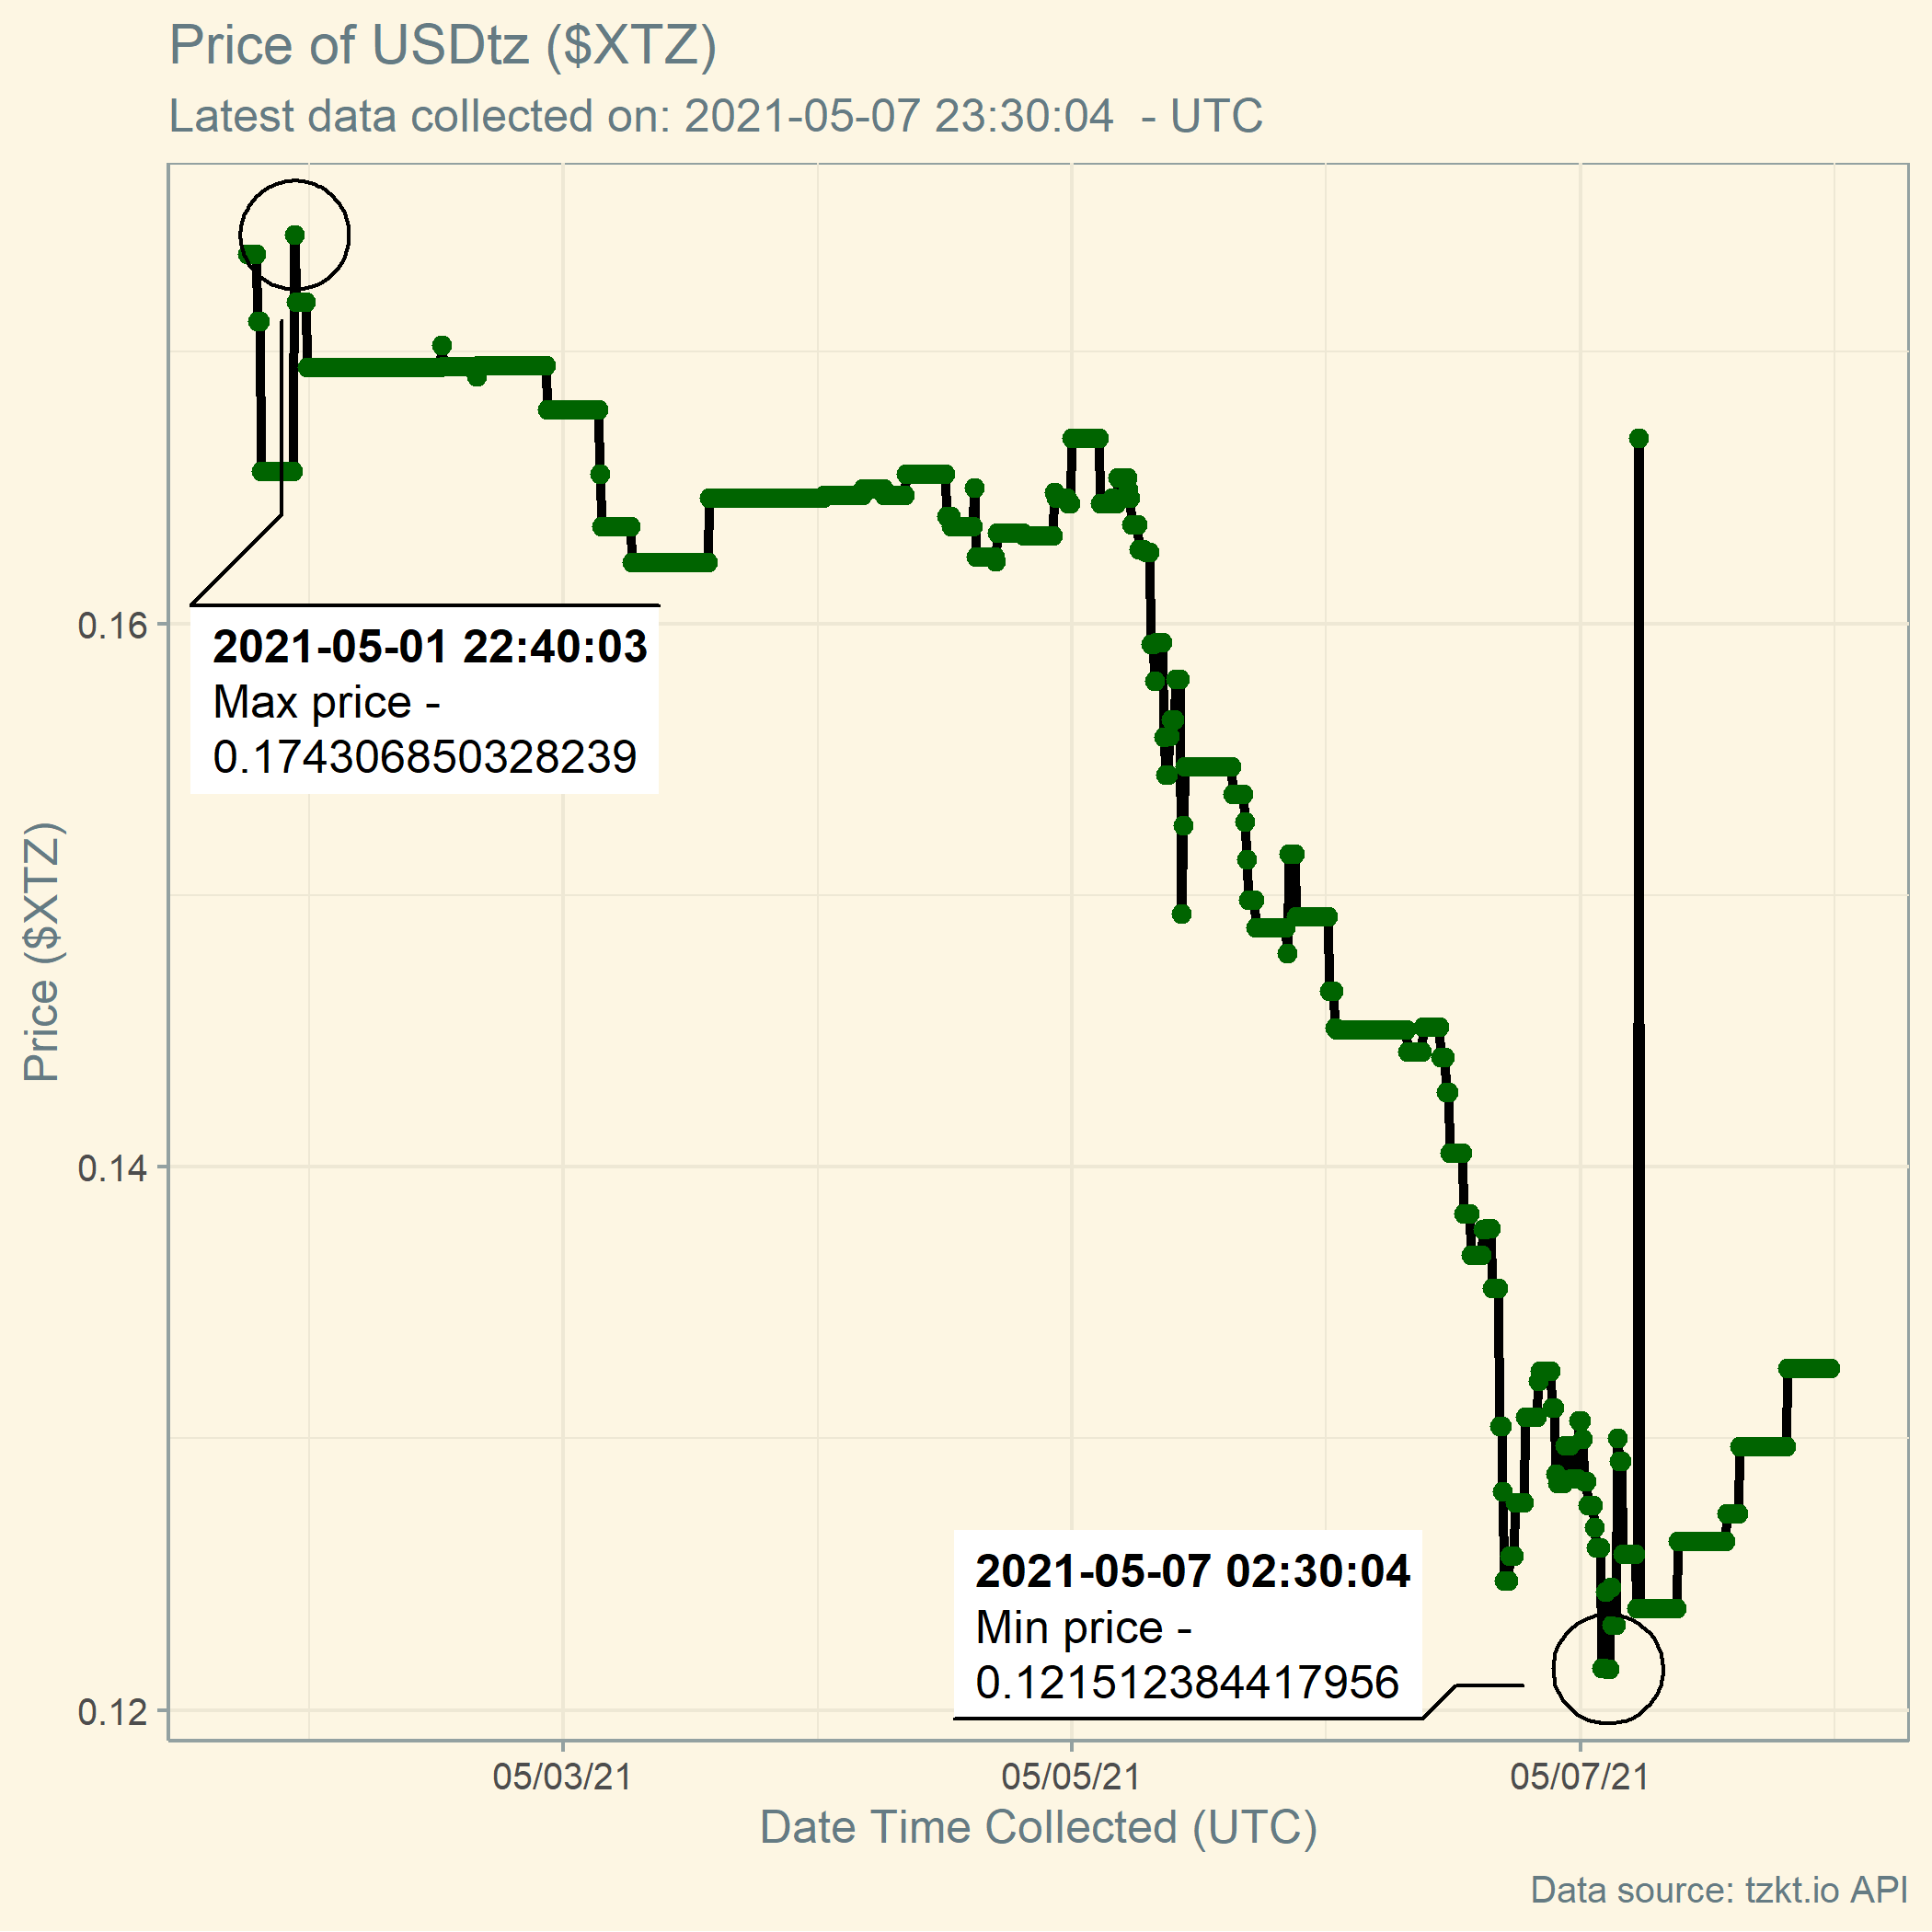 Price of USDtz ($XTZ)
Latest data collected on: 2021-05-07 23:30:04  - UTC
Price ($XTZ)
0.16
0.14
0.12
2021-05-01 22:40:03
Max price -
0.174306850328239
2021-05-07 02:30:04
Min price -
0.121512384417956
05/03/21
05/05/21
05/07/21
Date Time Collected (UTC)
Data source: tzkt.io API